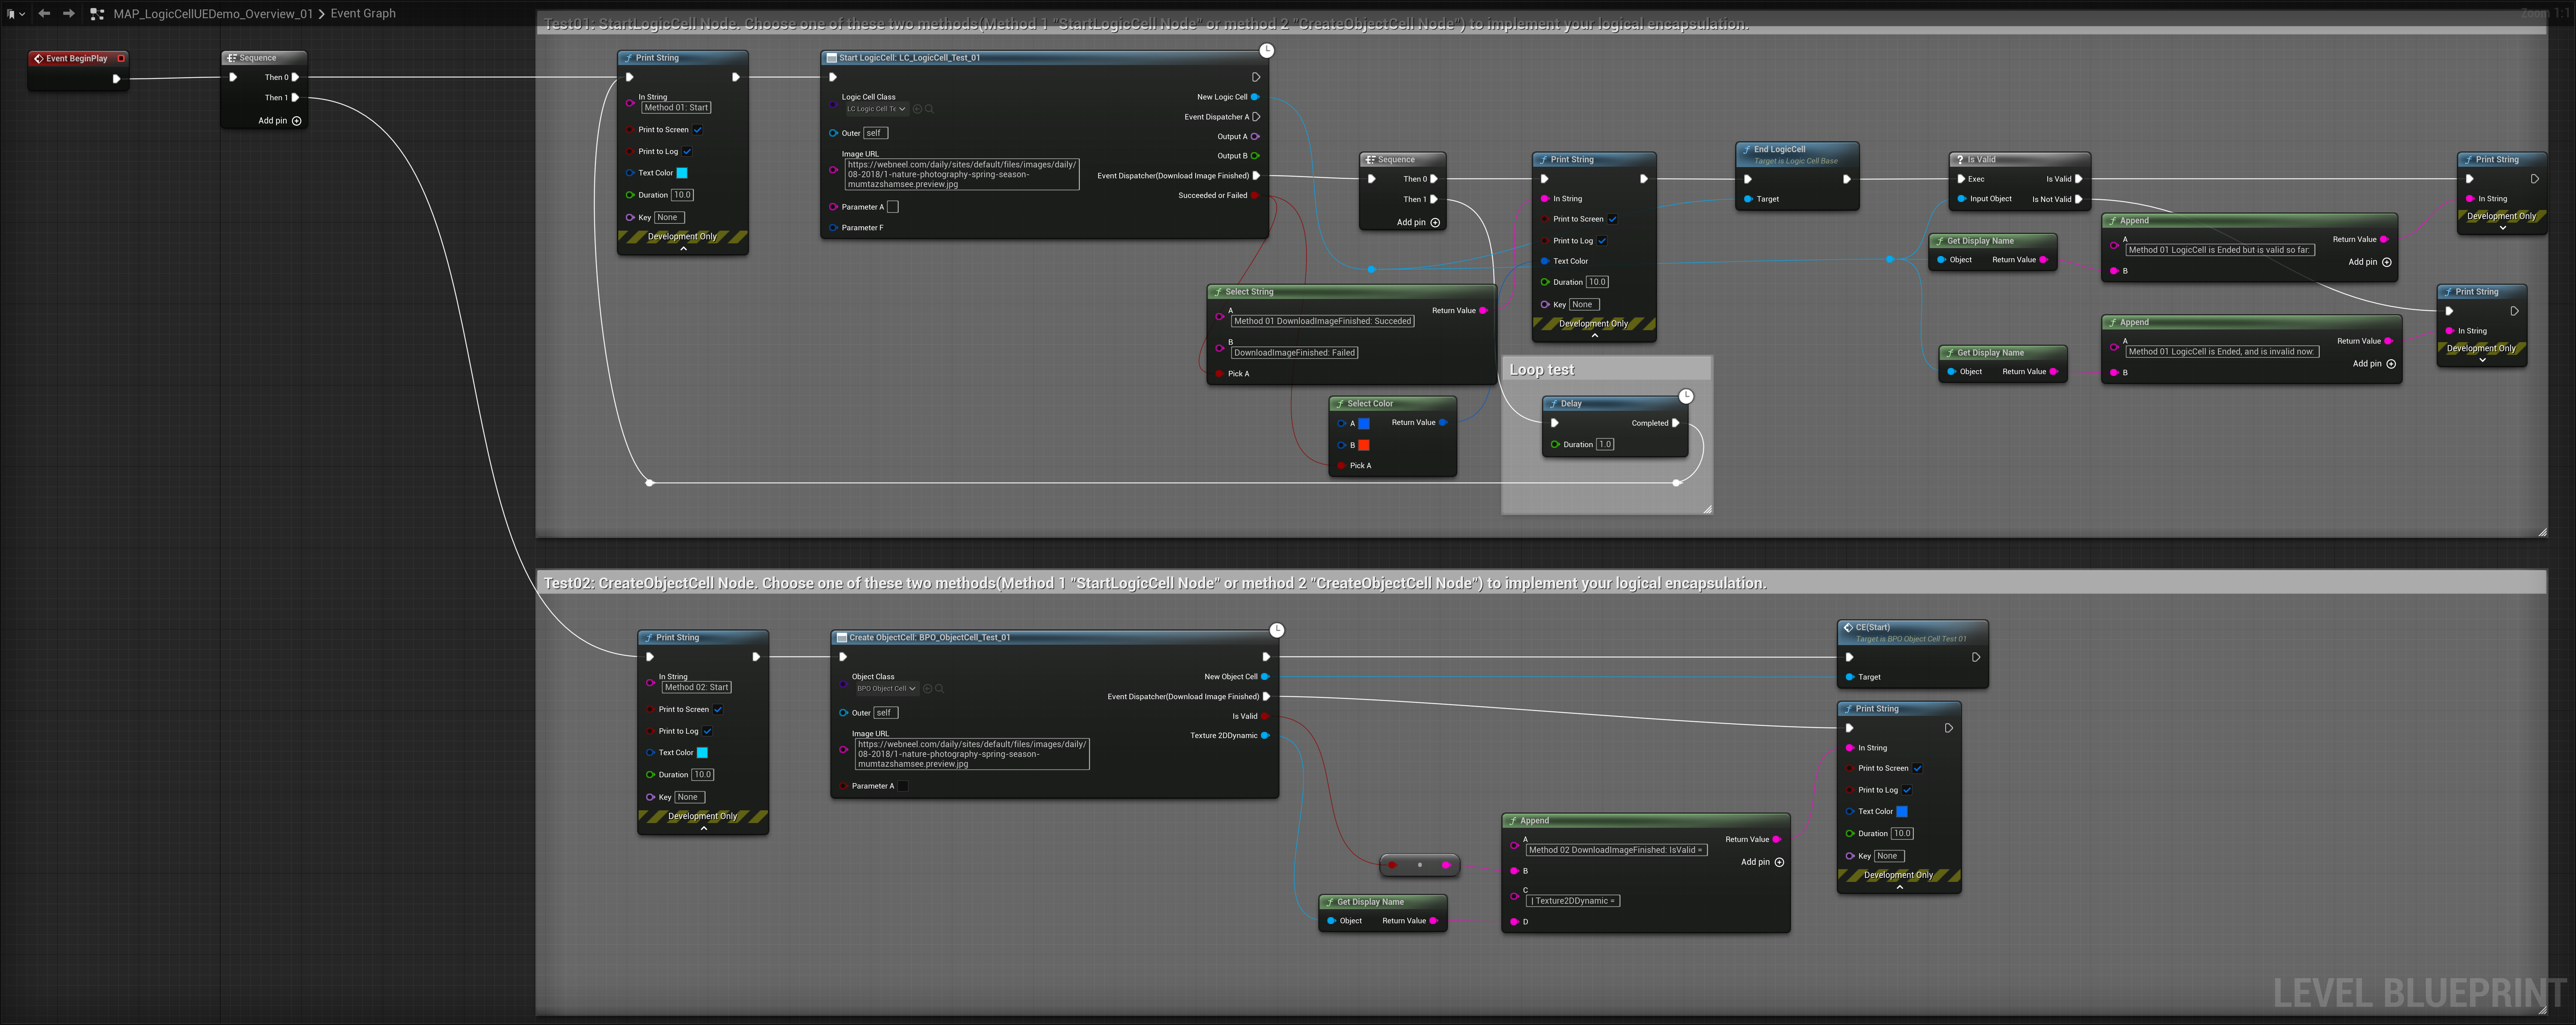 MAP_LogicCellUEDemo_Overview_01 > Event Graph
Zoom 1:1
Test01: StartLogicCell Node. Choose one of these two methods(Method 1 "StartLogicCell Node" or method 2 "CreateObjectCell Node") to implement your logical encapsulation.
Event BeginPlay
Sequence
Then 0
Then 1
Add pin
Print String
In String
Method 01: Start
Print to Screen
Print to Log
Text Color
Duration 10.0
Key None
Development Only
Start LogicCell: LC_LogicCell_Test_01
Logic Cell Class
LC Logic Cell Te
Outer self
Image URL
https://webneel.com/daily/sites/default/files/images/daily/
08-2018/1-nature-photography-spring-season-
mumtazshamsee.preview.jpg
Parameter A
Parameter F
New Logic Cell
Event Dispatcher A
Output A
Output B
Event Dispatcher(Download Image Finished)
Succeeded or Failed
Sequence
Then 0
Then 1
Add pin
Print String
In String
Print to Screen
Print to Log
Text Color
Duration 10.0
Key None
Development Only
End LogicCell
Target is Logic Cell Base
Target
Is Valid
Exec
Is Valid
Input Object
Is Not Valid
Print String
In String
Development Only
Get Display Name
Object
Return Value
Append
A
Method 01 LogicCell is Ended but is valid so far:
Return Value
Add pin
B
Print String
In String
Development Only
Get Display Name
Object
Return Value
Append
A
Method 01 LogicCell is Ended, and is invalid now:
Return Value
Add pin
B
Select String
A
Method 01 DownloadImageFinished: Succeded
Return Value
B
DownloadImageFinished: Failed
Pick A
Select Color
A
Return Value
B
Pick A
Loop test
Delay
Completed
Duration 1.0
Test02: CreateObjectCell Node. Choose one of these two methods(Method 1 "StartLogicCell Node" or method 2 "CreateObjectCell Node") to implement your logical encapsulation.
Print String
In String
Method 02: Start
Print to Screen
Print to Log
Text Color
Duration 10.0
Key None
Development Only
Create ObjectCell: BPO_ObjectCell_Test_01
Object Class
BPO Object Cell
Outer self
Image URL
https://webneel.com/daily/sites/default/files/images/daily/
08-2018/1-nature-photography-spring-season-
mumtazshamsee.preview.jpg
Parameter A
New Object Cell
Event Dispatcher(Download Image Finished)
Is Valid
Texture 2DDynamic
CE(Start)
Target is BPO Object Cell Test 01
Target
Print String
In String
Print to Screen
Print to Log
Text Color
Duration 10.0
Key None
Development Only
Append
A
Method 02 DownloadImageFinished: IsValid =
Return Value
Add pin
B
C
| Texture2DDynamic =
D
Get Display Name
Object
Return Value
LEVEL BLUEPRINT